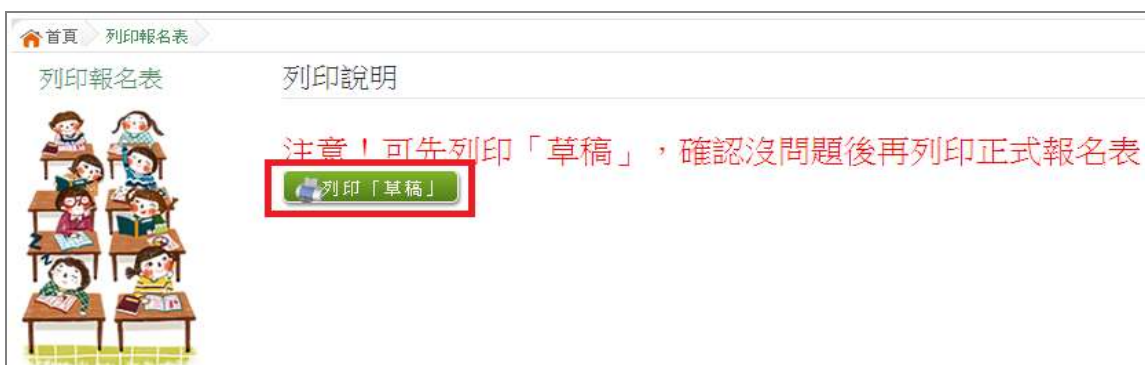 首頁 列印報名表
列印報名表
列印說明
注意！可先列印「草稿」，確認沒問題後再列印正式報名表
列印「草稿」